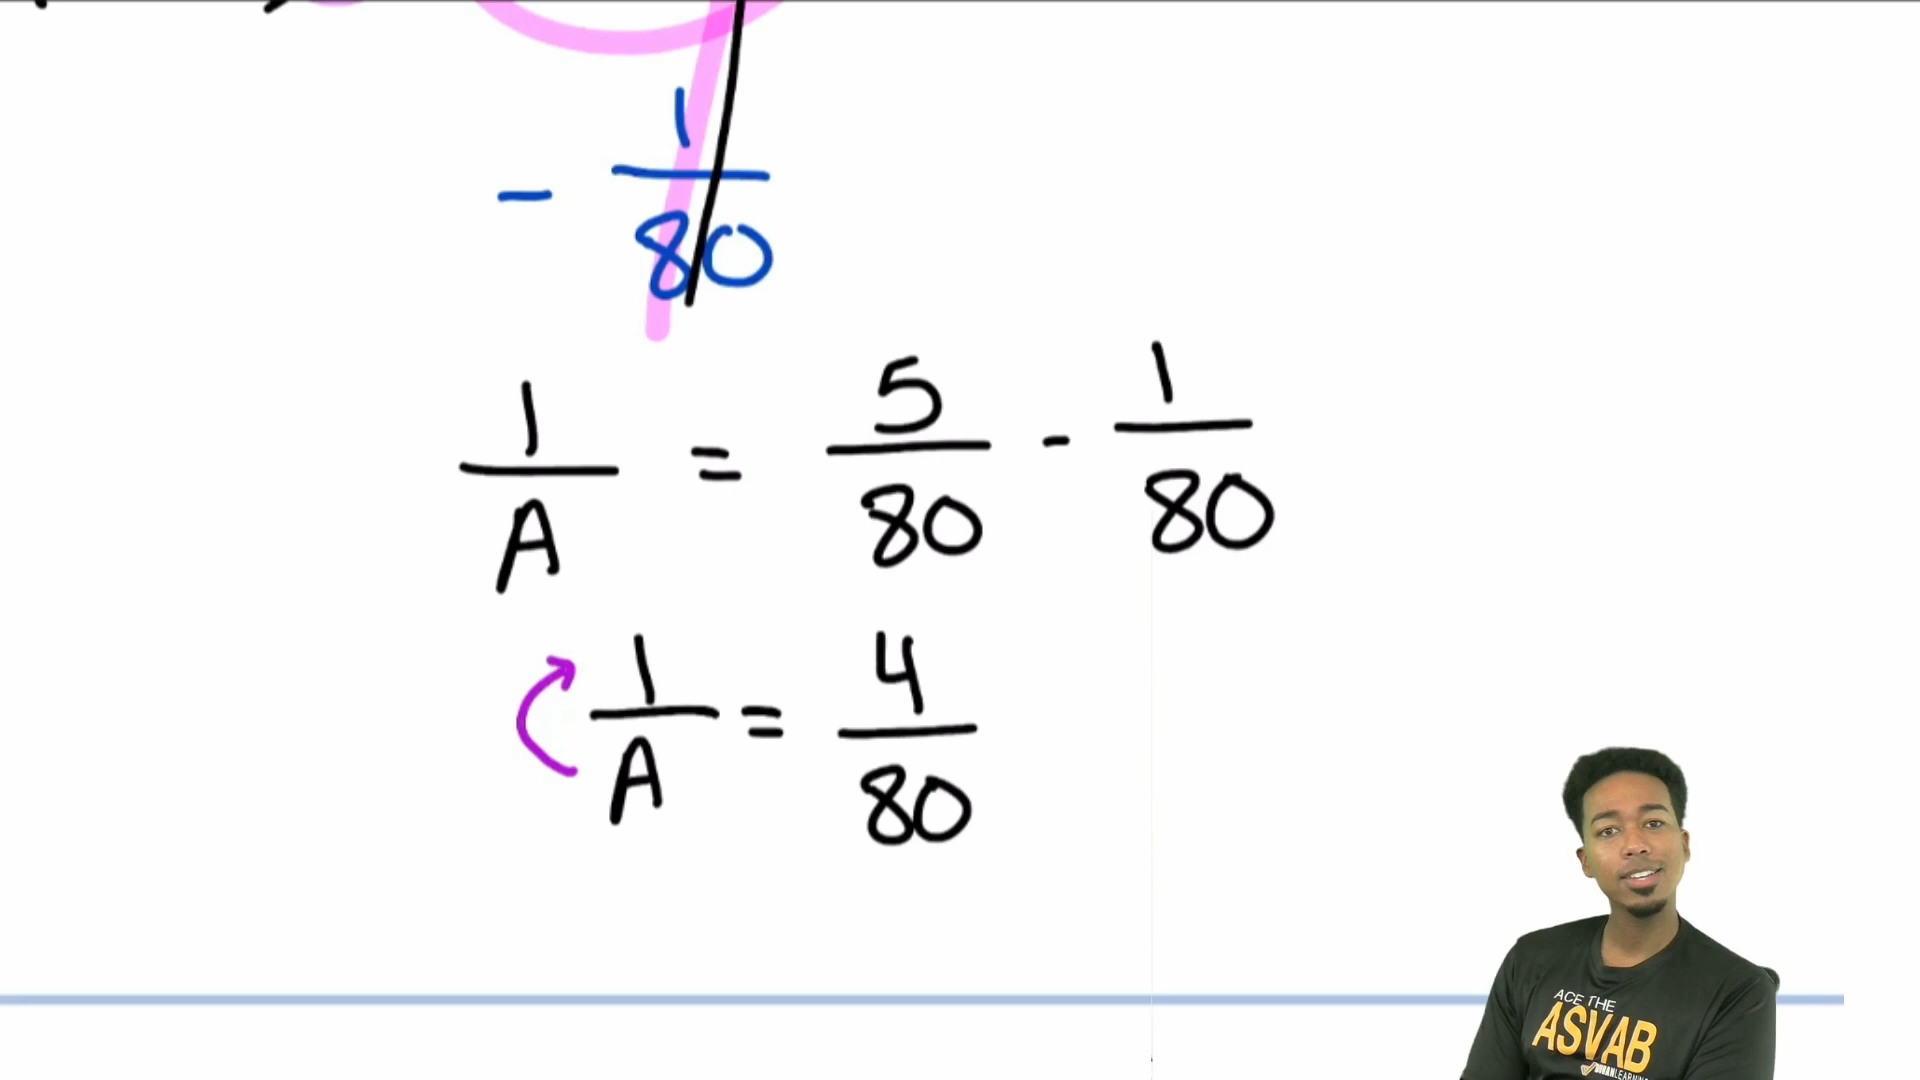 - 1/80
1/A = 5/80 - 1/80
1/A = 4/80
ACE THE
ASVAB